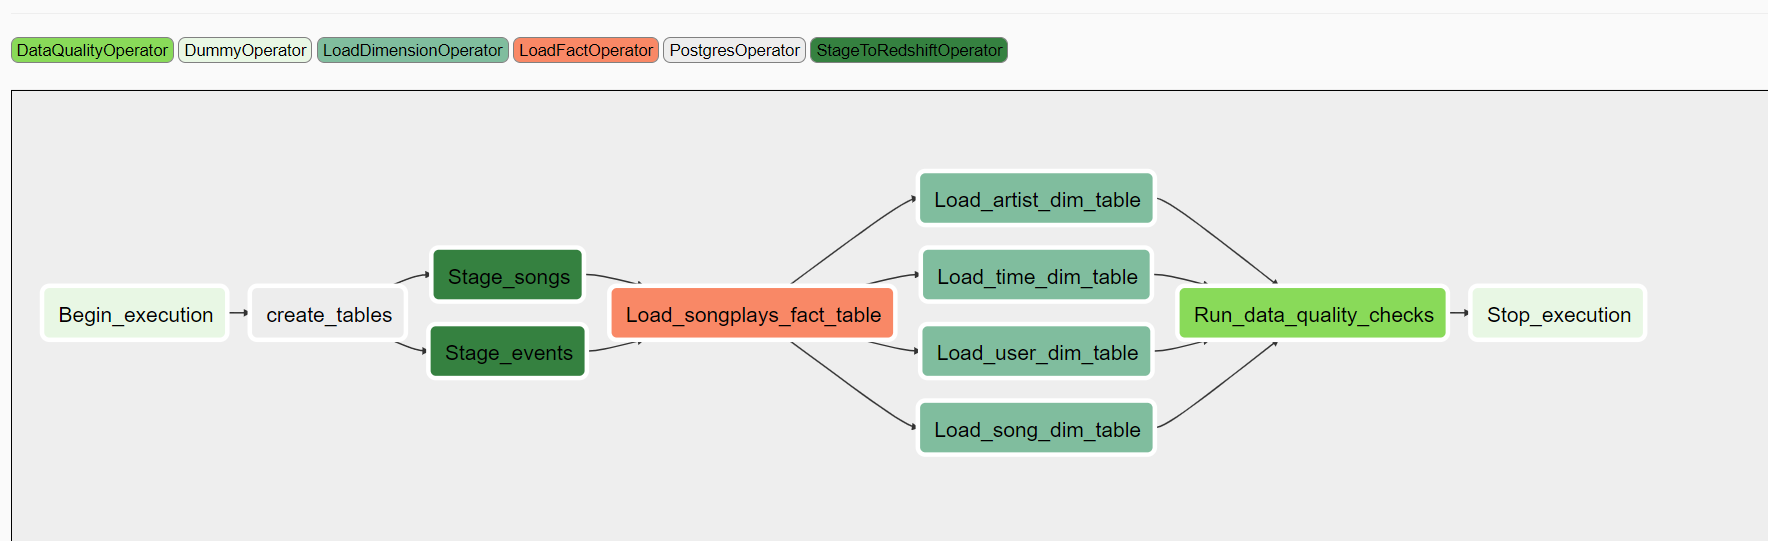 DataQualityOperator DummyOperator LoadDimensionOperator LoadFactOperator PostgresOperator StageToRedshiftOperator
Begin_execution
create_tables
Stage_songs
Stage_events
Load_songplays_fact_table
Load_artist_dim_table
Load_time_dim_table
Load_user_dim_table
Load_song_dim_table
Run_data_quality_checks
Stop_execution